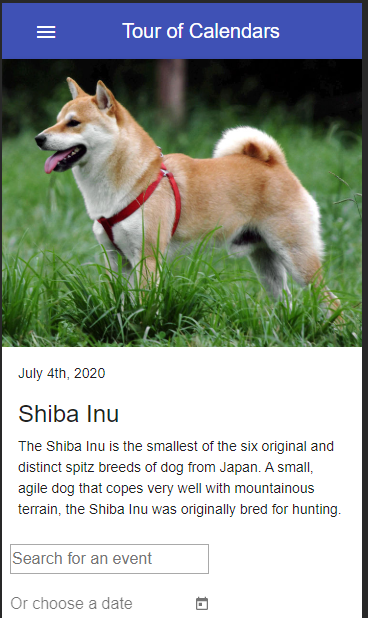 Tour of Calendars
July 4th, 2020
Shiba Inu
The Shiba Inu is the smallest of the six original and
distinct spitz breeds of dog from Japan. A small,
agile dog that copes very well with mountainous
terrain, the Shiba Inu was originally bred for hunting.
Search for an event
Or choose a date